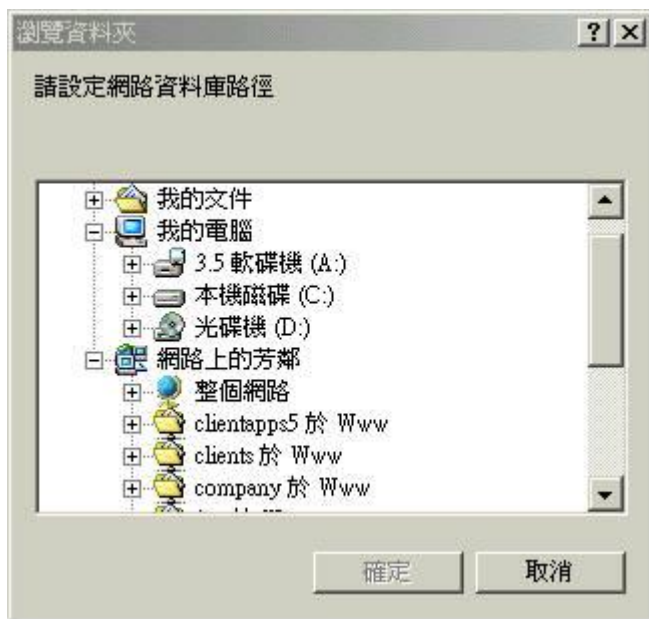 瀏覽資料夾
請設定網路資料庫路徑
我的文件
我的電腦
3.5 軟碟機 (A:)
本機磁碟 (C:)
光碟機 (D:)
網路上的芳鄰
整個網路
clientapps5 於 Www
clients 於 Www
company 於 Www
確定 取消